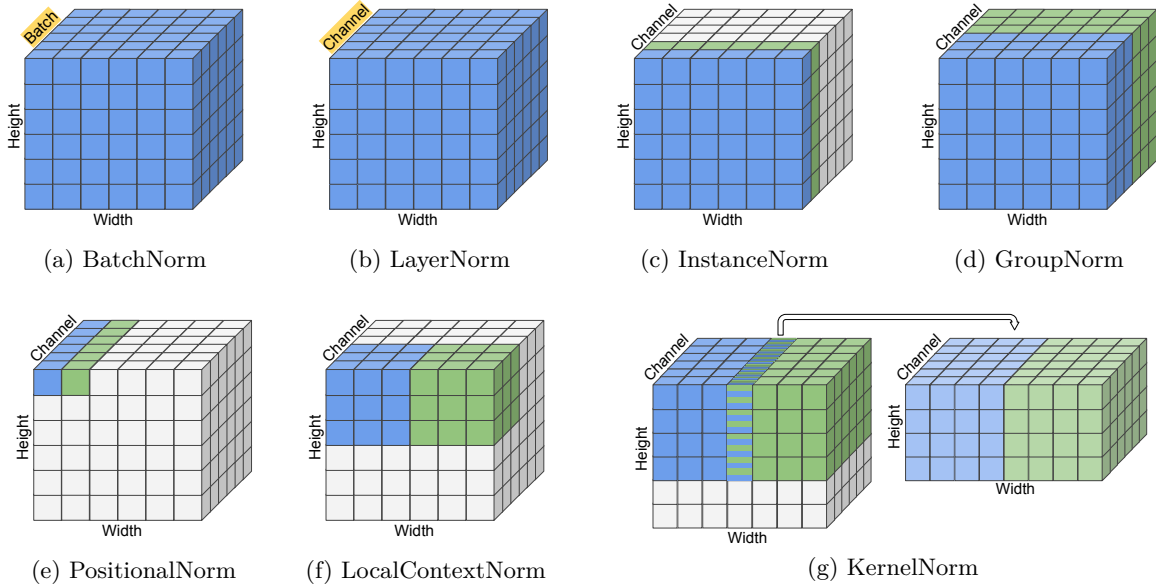 Batch
Height
Width
(a) BatchNorm
Channel
Height
Width
(b) LayerNorm
Channel
Height
Width
(c) InstanceNorm
Channel
Height
Width
(d) GroupNorm
Channel
Height
Width
(e) PositionalNorm
Channel
Height
Width
(f) LocalContextNorm
Channel
Height
Width
Channel
Height
Width
(g) KernelNorm